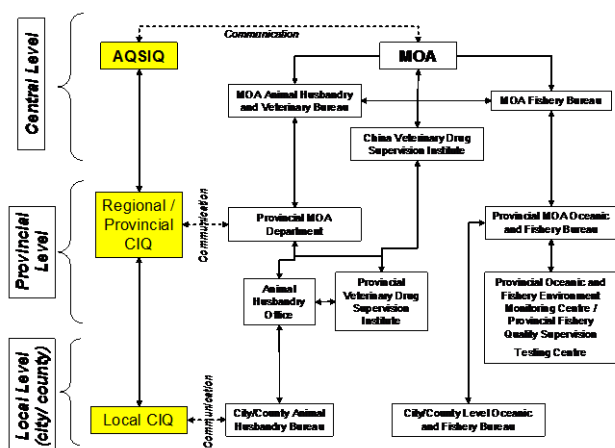 Communication
Central Level
AQSIQ
MOA
MOA Animal Husbandry
and Veterinary Bureau
MOA Fishery Bureau
China Veterinary Drug
Supervision Institute
Provincial
Level
Regional /
Provincial
CIQ
Communication
Provincial MOA
Department
Provincial MOA Oceanic
and Fishery Bureau
Animal
Husbandry
Office
Provincial
Veterinary Drug
Supervision
Institute
Provincial Oceanic and
Fishery Environment
Monitoring Centre /
Provincial Fishery
Quality Supervision
Testing Centre
Local Level
(city/ county)
Local CIQ
Communication
City/County Animal
Husbandry Bureau
City/County Level Oceanic
and Fishery Bureau